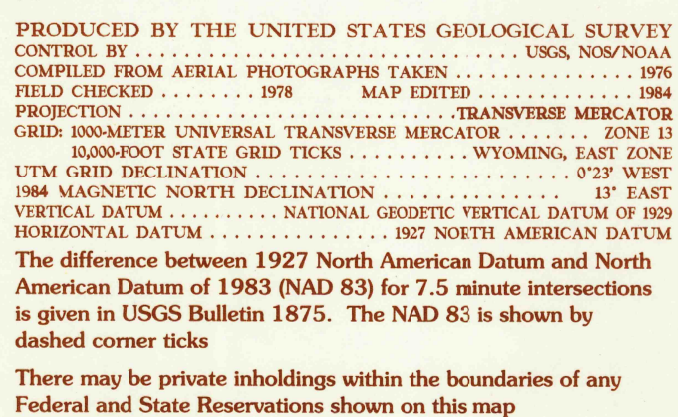 PRODUCED BY THE UNITED STATES GEOLOGICAL SURVEY
CONTROL BY . . . . . . . . . . . . . . . . . . . . . . . . . . . . . . . . . . USGS, NOS/NOAA
COMPILED FROM AERIAL PHOTOGRAPHS TAKEN . . . . . . . . . . . . . . . . 1976
FIELD CHECKED . . . . . . . . 1978 MAP EDITED . . . . . . . . . . . . . 1984
PROJECTION . . . . . . . . . . . . . . . . . . . . . . . . . . . . . TRANSVERSE MERCATOR
GRID: 1000-METER UNIVERSAL TRANSVERSE MERCATOR . . . . . . . ZONE 13
10,000-FOOT STATE GRID TICKS . . . . . . . . . . WYOMING, EAST ZONE
UTM GRID DECLINATION . . . . . . . . . . . . . . . . . . . . . . . . . . . . 0°23' WEST
1984 MAGNETIC NORTH DECLINATION . . . . . . . . . . . . . . . 13° EAST
VERTICAL DATUM . . . . . . . . . NATIONAL GEODETIC VERTICAL DATUM OF 1929
HORIZONTAL DATUM . . . . . . . . . . . . . . . 1927 NORTH AMERICAN DATUM
The difference between 1927 North American Datum and North
American Datum of 1983 (NAD 83) for 7.5 minute intersections
is given in USGS Bulletin 1875. The NAD 83 is shown by
dashed corner ticks
There may be private inholdings within the boundaries of any
Federal and State Reservations shown on this map